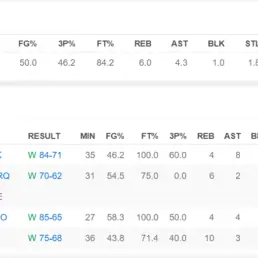 FG% 3P% FT% REB AST BLK STL
50.0 46.2 84.2 6.0 4.3 1.0 1.8
RESULT MIN FG% FT% 3P% REB AST
W 84-71 35 46.2 100.0 60.0 4 8
RQ W 70-62 31 54.5 75.0 0.0 6 2
E
O W 85-65 27 58.3 100.0 50.0 4 4
W 75-68 36 43.8 71.4 40.0 10 3